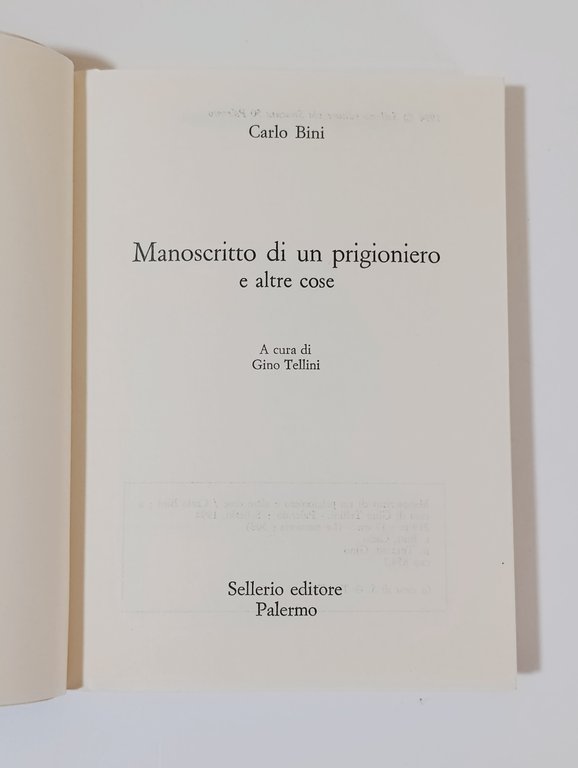 Carlo Bini
Manoscritto di un prigioniero
e altre cose
A cura di
Gino Tellini
Sellerio editore
Palermo